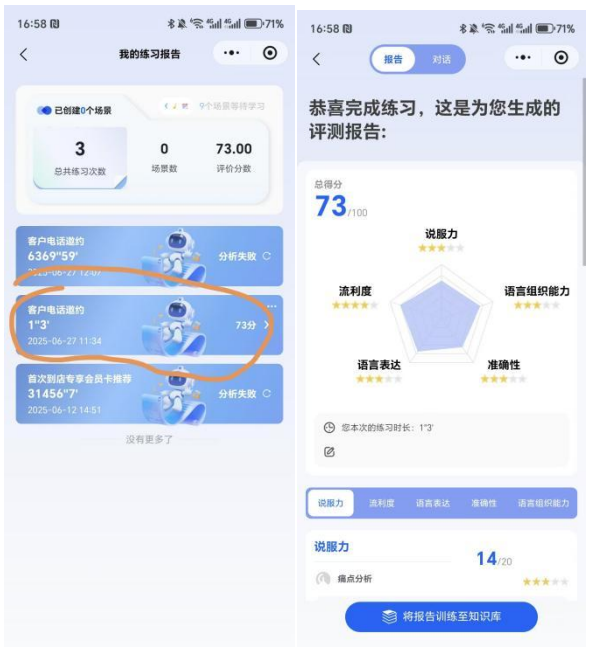 16:58
71%
我的练习报告
已创建0个场景
9个场景等待学习
3
0
73.00
总共练习次数
场景数
评价分数
客户电话邀约
6369"59'
分析失败
2025-06-27 12:07
客户电话邀约
1"3'
73分
2025-06-27 11:34
首次到店专享会员卡推荐
31456"7'
分析失败
2025-06-12 14:51
没有更多了
16:58
71%
报告
对话
恭喜完成练习，这是为您生成的
评测报告:
总得分
73/100
说服力
流利度
语言组织能力
语言表达
准确性
您本次的练习时长: 1"3'
说服力 流利度 语言表达 准确性 语言组织能力
说服力
14/20
痛点分析
将报告训练至知识库